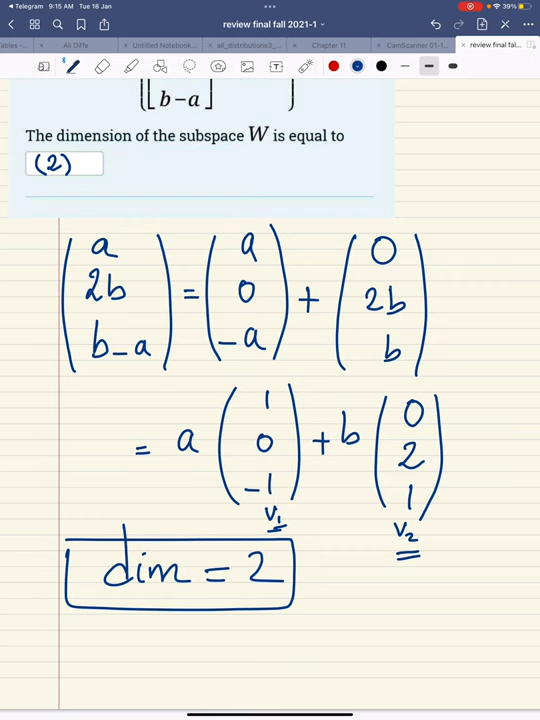 Telegram 9:15 AM Tue 18 Jan
39%
review final fall 2021-1
Tables - ... Ali Diffe Untitled Notebook... all_distributions3_... Chapter 11 CamScanner 01-1... review final fal...
b−a
The dimension of the subspace W is equal to
(2)
a a 0
2b = 0 + 2b
b−a −a b
= a 1 0 −1 + b 0 2 1
v₁ v₂
dim = 2